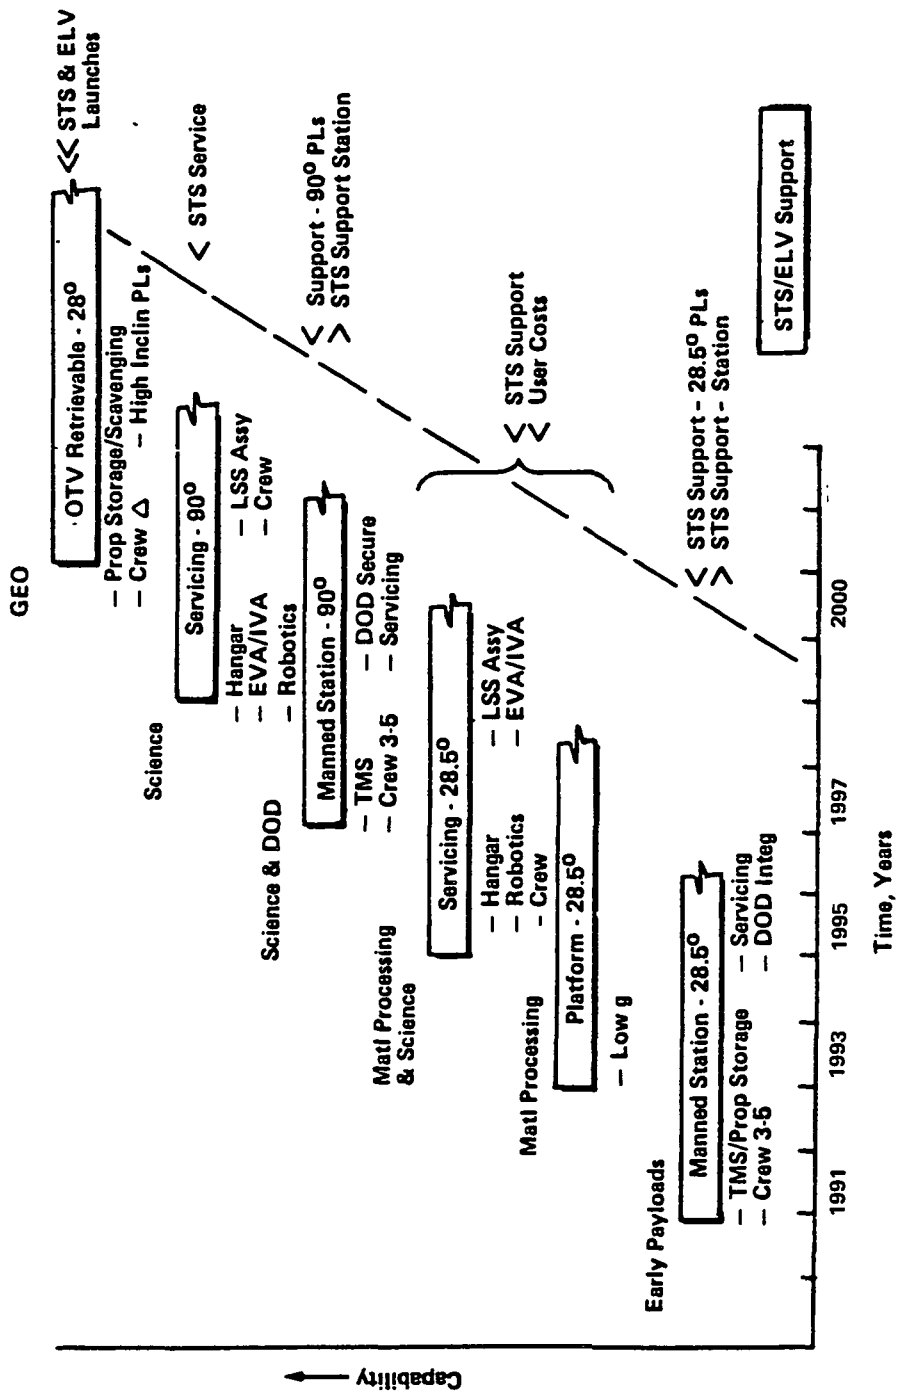 GEO
OTV Retrievable - 28°
<< STS & ELV
Launches
— Prop Storage/Scavenging
— Crew Δ
— High Inclin PLs
Science
Servicing - 90°
< STS Service
— Hangar
— EVA/IVA
— Robotics
— LSS Assy
— Crew
Science & DOD
Manned Station - 90°
< Support - 90° PLs
> STS Support Station
— TMS
— Crew 3-5
— DOD Secure
— Servicing
Matl Processing
& Science
Servicing - 28.5°
— Hangar
— Robotics
— Crew
— LSS Assy
— EVA/IVA
<< STS Support
User Costs
Matl Processing
Platform - 28.5°
— Low g
Early Payloads
Manned Station - 28.5°
< STS Support - 28.5° PLs
> STS Support - Station
— TMS/Prop Storage
— Crew 3-5
— Servicing
— DOD Integ
STS/ELV Support
Capability
1991 1993 1995 1997 2000
Time, Years